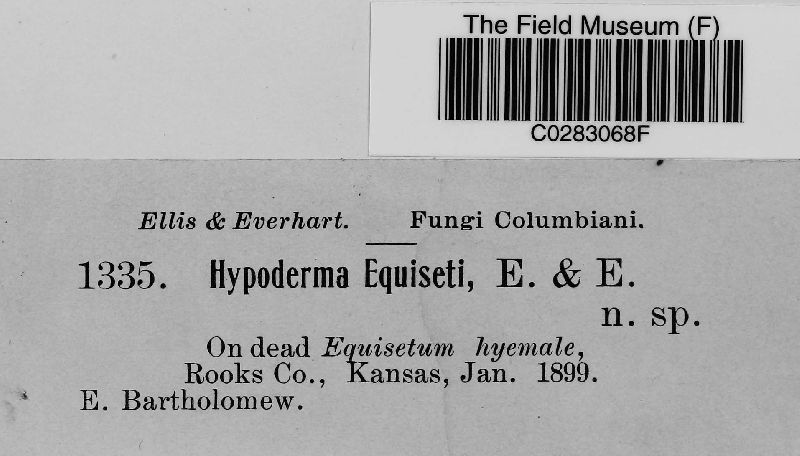 The Field Museum (F)
C0283068F
Ellis & Everhart. Fungi Columbiani.
1335. Hypoderma Equiseti, E. & E.
n. sp.
On dead Equisetum hyemale,
Rooks Co., Kansas, Jan. 1899.
E. Bartholomew.